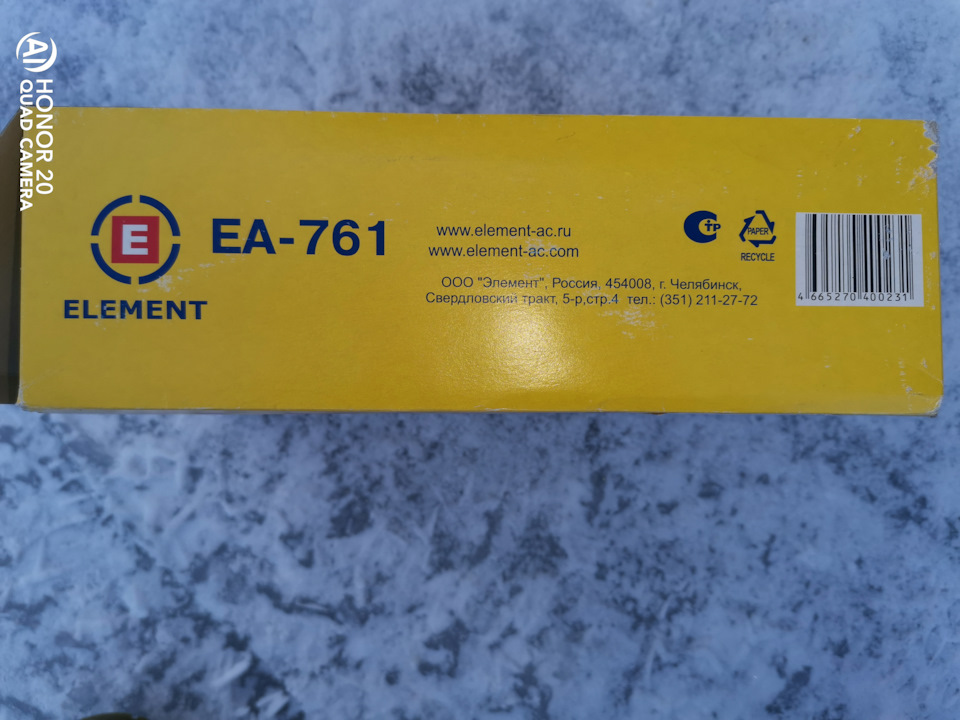 HONOR 20
QUAD CAMERA
E
ELEMENT
EA-761
www.element-ac.ru
www.element-ac.com
ООО "Элемент", Россия, 454008, г. Челябинск,
Свердловский тракт, 5-р,стр.4 тел.: (351) 211-27-72
СТР
PAPER
RECYCLE
4 665270 400231